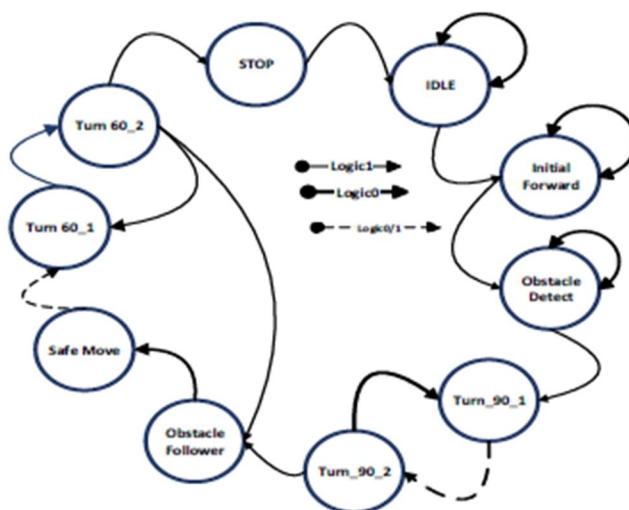 STOP
IDLE
Turn 60_2
Logic1
Logic0
Initial
Forward
Turn 60_1
Logic0/1
Obstacle
Detect
Safe Move
Turn_90_1
Obstacle
Follower
Turn_90_2